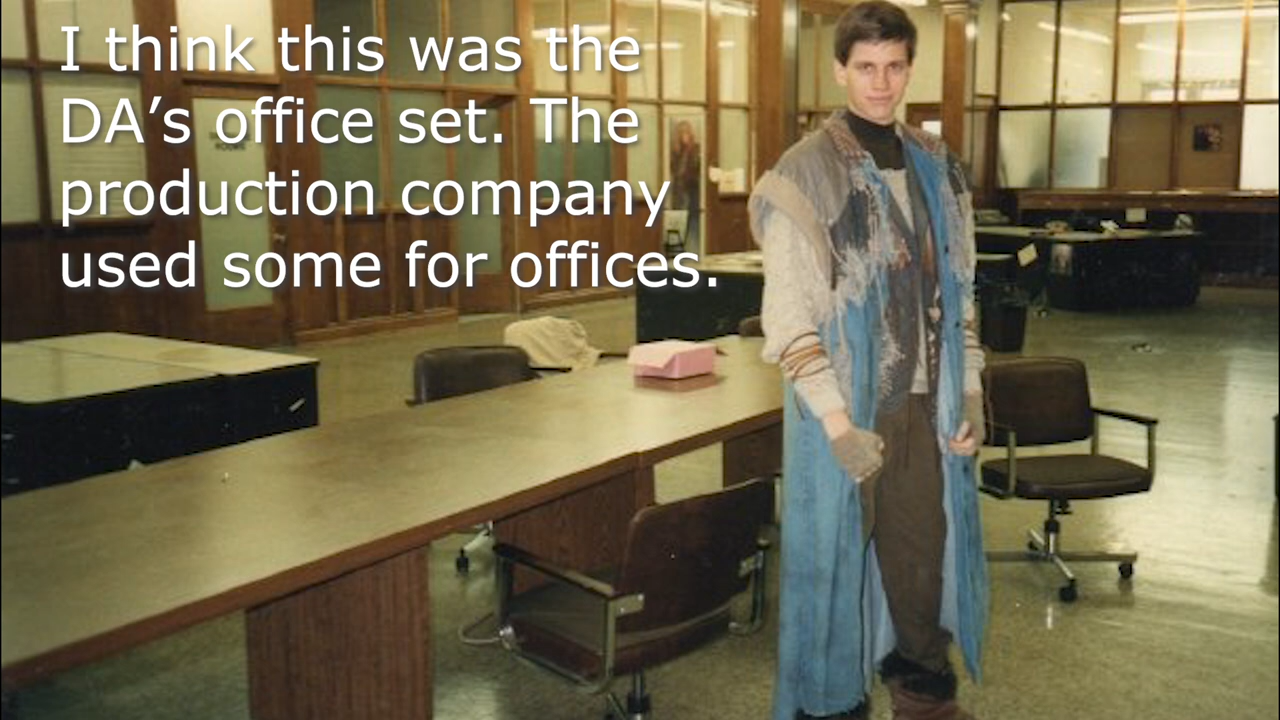 I think this was the
DA’s office set. The
production company
used some for offices.